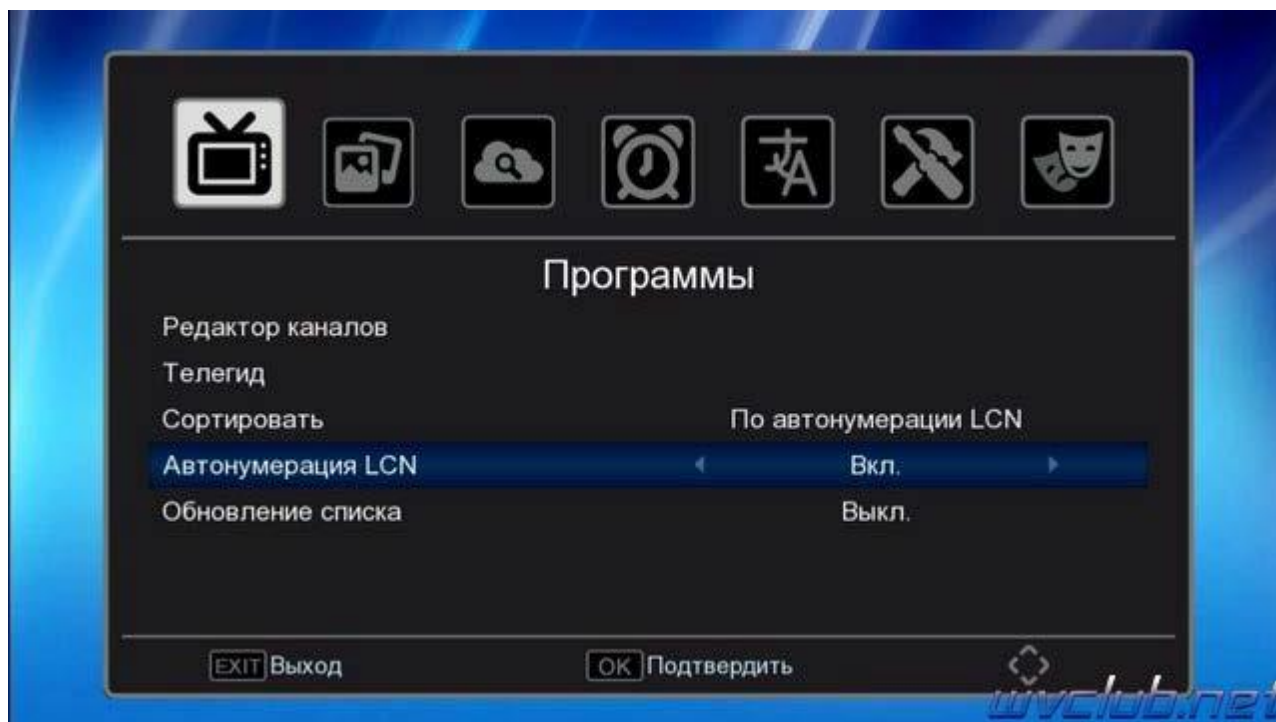 Программы
Редактор каналов
Телегид
Сортировать По автонумерации LCN
Автонумерация LCN Вкл.
Обновление списка Выкл.
EXIT Выход OK Подтвердить
wvclub.net